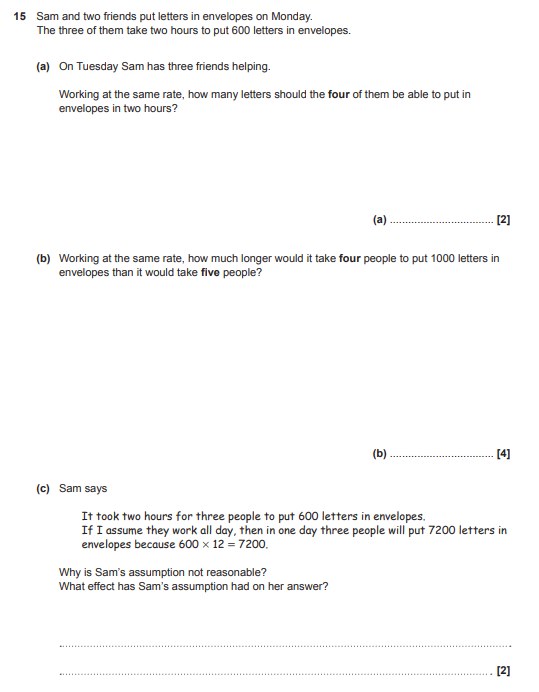 15 Sam and two friends put letters in envelopes on Monday.
The three of them take two hours to put 600 letters in envelopes.
(a) On Tuesday Sam has three friends helping.
Working at the same rate, how many letters should the four of them be able to put in
envelopes in two hours?
(a) .................................. [2]
(b) Working at the same rate, how much longer would it take four people to put 1000 letters in
envelopes than it would take five people?
(b) .................................. [4]
(c) Sam says
It took two hours for three people to put 600 letters in envelopes.
If I assume they work all day, then in one day three people will put 7200 letters in
envelopes because 600 × 12 = 7200.
Why is Sam's assumption not reasonable?
What effect has Sam's assumption had on her answer?
..........................................................................................................................................
.................................................................................................................................... [2]